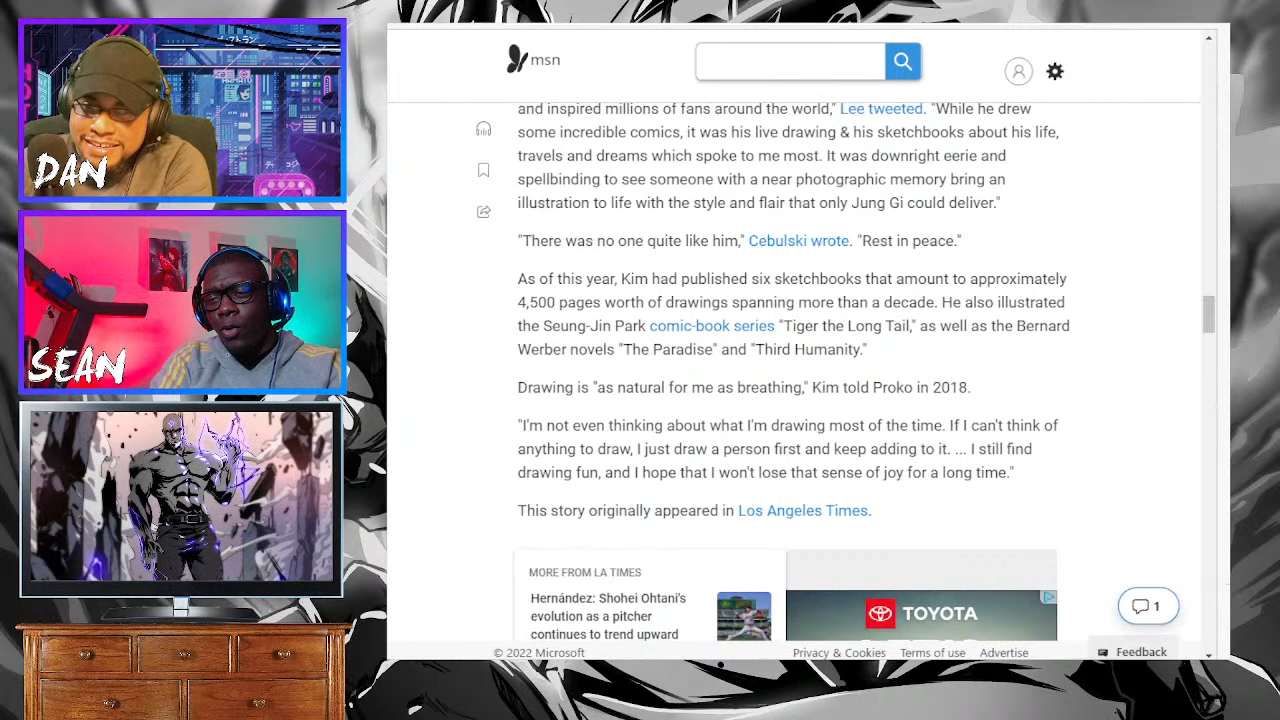 DAN
SEAN
msn
and inspired millions of fans around the world," Lee tweeted. "While he drew
some incredible comics, it was his live drawing & his sketchbooks about his life,
travels and dreams which spoke to me most. It was downright eerie and
spellbinding to see someone with a near photographic memory bring an
illustration to life with the style and flair that only Jung Gi could deliver."
"There was no one quite like him," Cebulski wrote. "Rest in peace."
As of this year, Kim had published six sketchbooks that amount to approximately
4,500 pages worth of drawings spanning more than a decade. He also illustrated
the Seung-Jin Park comic-book series "Tiger the Long Tail," as well as the Bernard
Werber novels "The Paradise" and "Third Humanity."
Drawing is "as natural for me as breathing," Kim told Proko in 2018.
"I'm not even thinking about what I'm drawing most of the time. If I can't think of
anything to draw, I just draw a person first and keep adding to it. ... I still find
drawing fun, and I hope that I won't lose that sense of joy for a long time."
This story originally appeared in Los Angeles Times.
MORE FROM LA TIMES
Hernández: Shohei Ohtani's
evolution as a pitcher
continues to trend upward
TOYOTA
1
© 2022 Microsoft
Privacy & Cookies
Terms of use
Advertise
Feedback